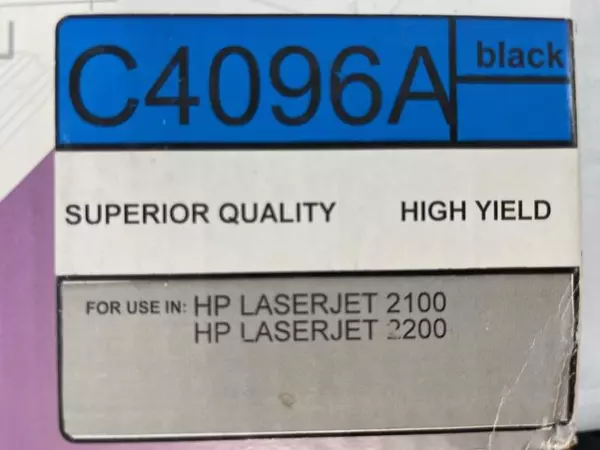 C4096A black
SUPERIOR QUALITY HIGH YIELD
FOR USE IN: HP LASERJET 2100
HP LASERJET 2200